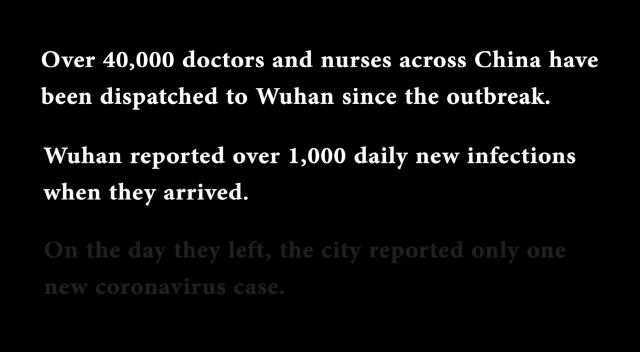 Over 40,000 doctors and nurses across China have
been dispatched to Wuhan since the outbreak.
Wuhan reported over 1,000 daily new infections
when they arrived.
On the day they left, the city reported only one
new coronavirus case.